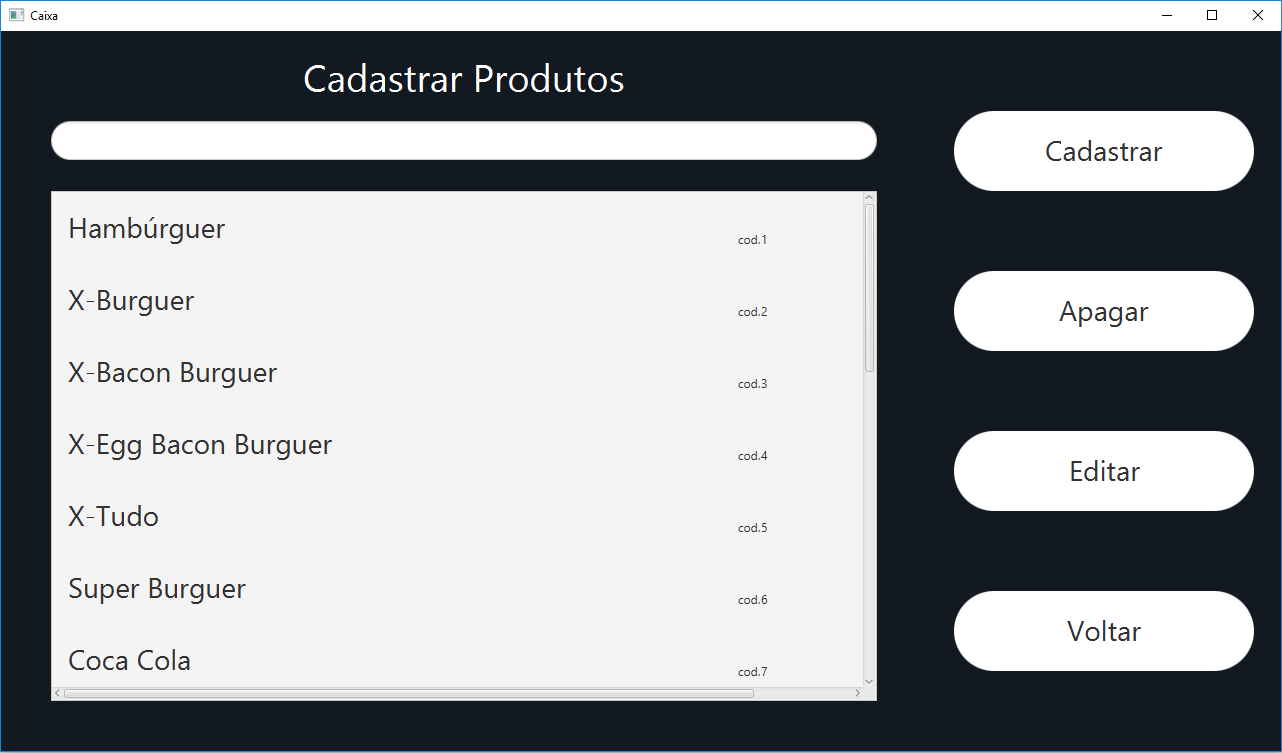 Caixa
Cadastrar Produtos
Hambúrguer cod.1
X-Burguer cod.2
X-Bacon Burguer cod.3
X-Egg Bacon Burguer cod.4
X-Tudo cod.5
Super Burguer cod.6
Coca Cola cod.7
Cadastrar
Apagar
Editar
Voltar